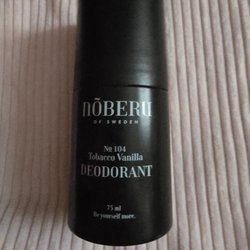 nõberu
OF SWEDEN
№ 104
Tobacco Vanilla
DEODORANT
75 ml
Be yourself more.